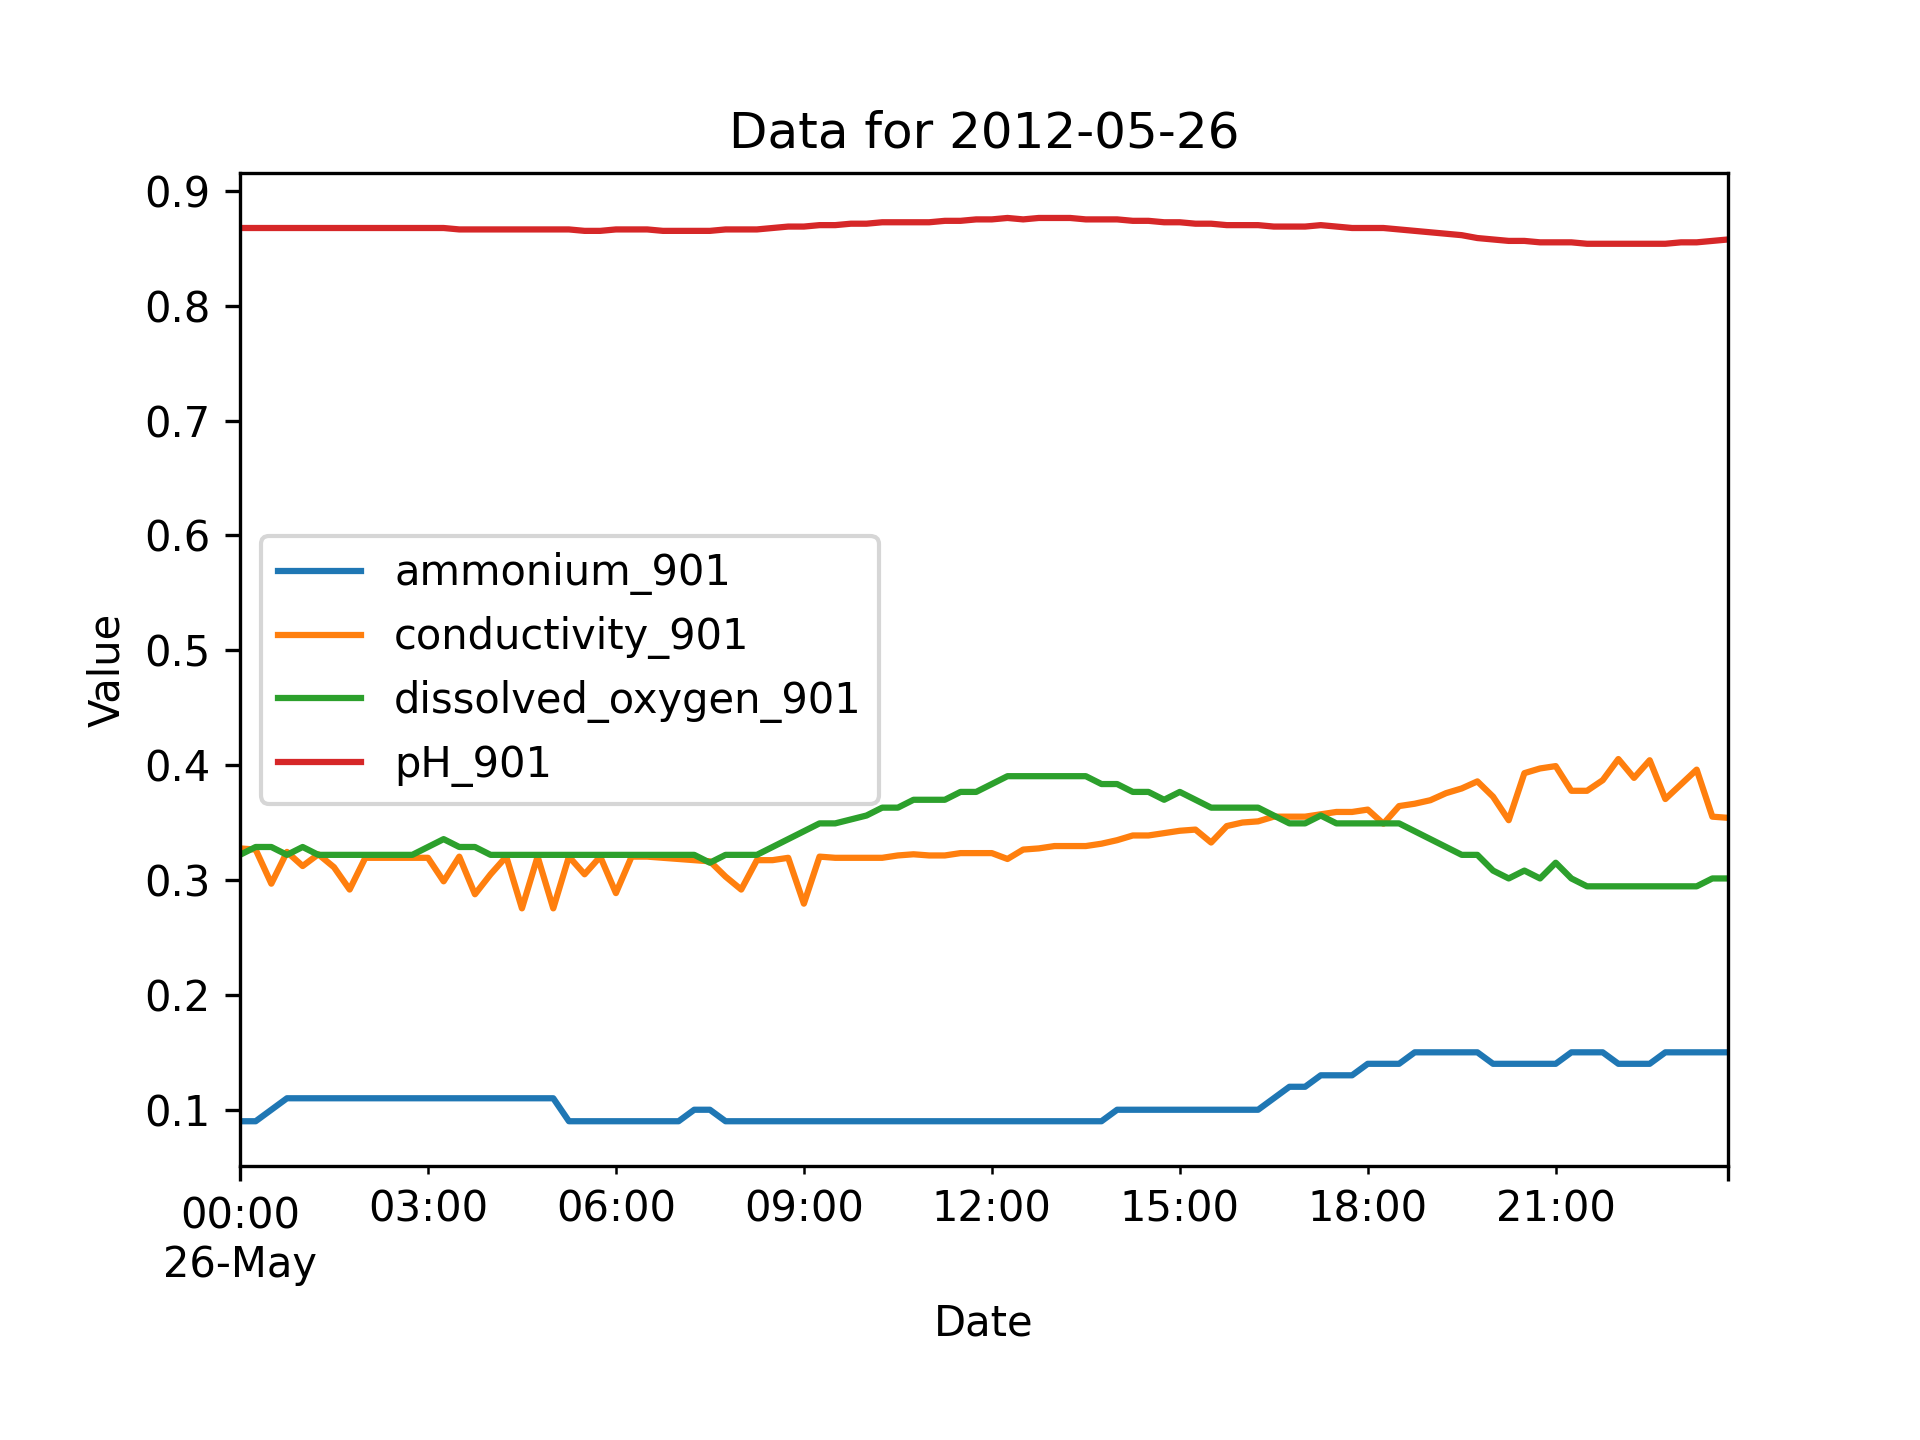 Data for 2012-05-26
Value
0.9
0.8
0.7
0.6
0.5
0.4
0.3
0.2
0.1
ammonium_901
conductivity_901
dissolved_oxygen_901
pH_901
00:00 03:00 06:00 09:00 12:00 15:00 18:00 21:00
26-May
Date